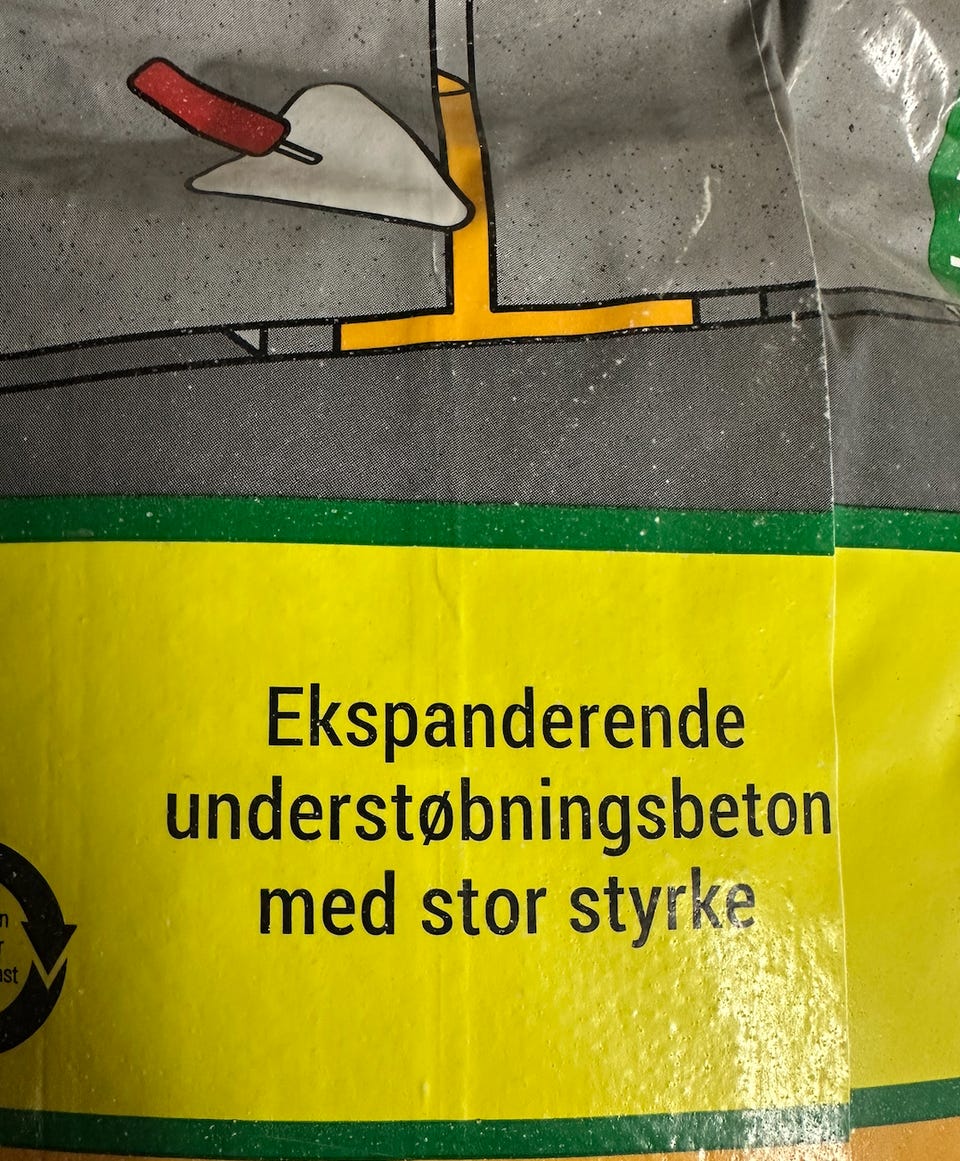 Ekspanderende
understøbningsbeton
med stor styrke